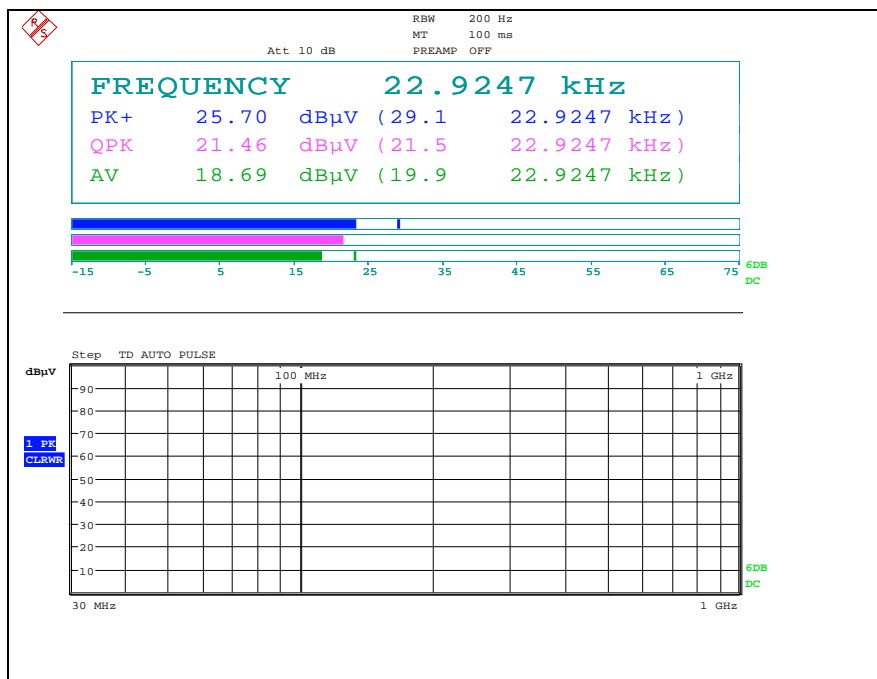 R S
RBW 200 Hz
MT 100 ms
Att 10 dB PREAMP OFF
FREQUENCY 22.9247 kHz
PK+ 25.70 dBµV (29.1 22.9247 kHz)
QPK 21.46 dBµV (21.5 22.9247 kHz)
AV 18.69 dBµV (19.9 22.9247 kHz)
-15 -5 5 15 25 35 45 55 65 75
6DB
DC
Step TD AUTO PULSE
dBµV
100 MHz 1 GHz
90
80
70
1 PK
CLRWR
60
50
40
30
20
10
6DB
DC
30 MHz 1 GHz